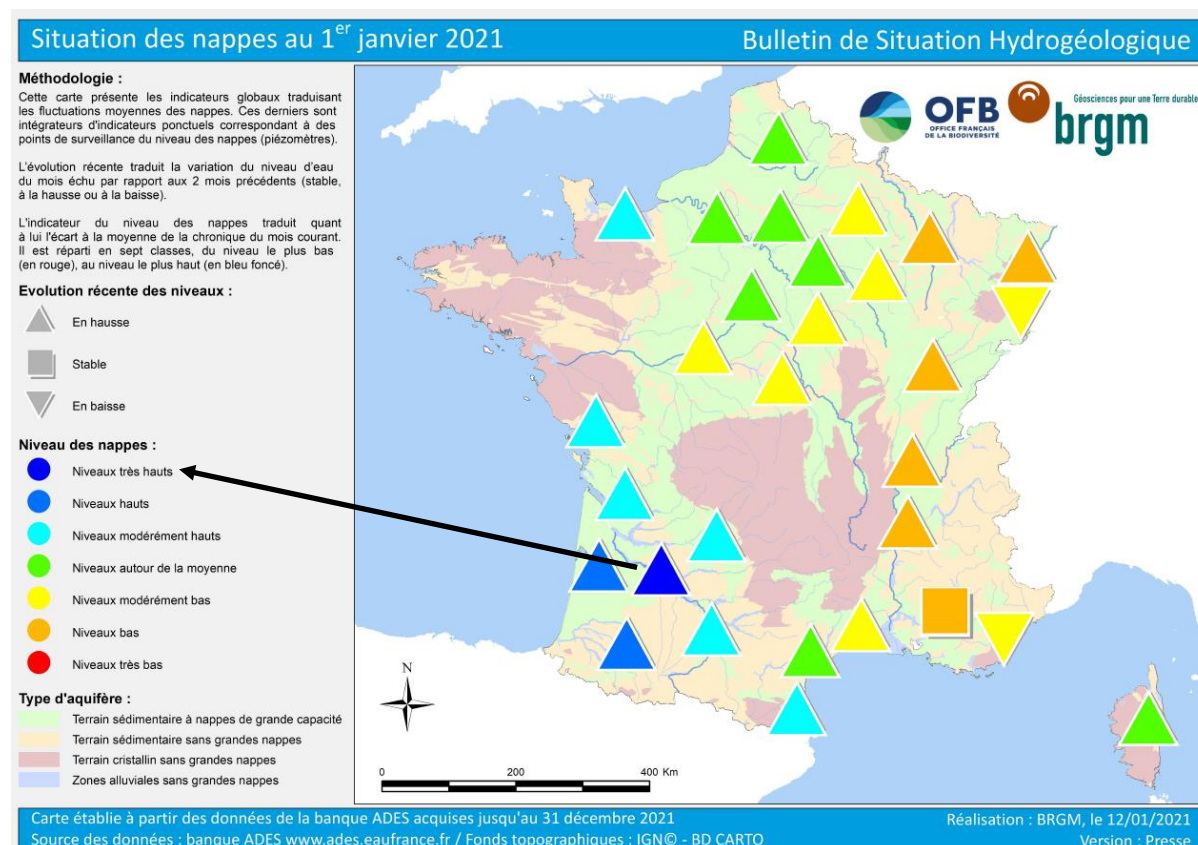 Situation des nappes au 1er janvier 2021
Bulletin de Situation Hydrogéologique
Méthodologie :
Cette carte présente les indicateurs globaux traduisant
les fluctuations moyennes des nappes. Ces derniers sont
intégrateurs d'indicateurs ponctuels correspondant à des
points de surveillance du niveau des nappes (piézomètres).
L'évolution récente traduit la variation du niveau d'eau
du mois échu par rapport aux 2 mois précédents (stable,
à la hausse ou à la baisse).
L'indicateur du niveau des nappes traduit quant
à lui l'écart à la moyenne de la chronique du mois courant.
Il est réparti en sept classes, du niveau le plus bas
(en rouge), au niveau le plus haut (en bleu foncé).
Evolution récente des niveaux :
En hausse
Stable
En baisse
Niveau des nappes :
Niveaux très hauts
Niveaux hauts
Niveaux modérément hauts
Niveaux autour de la moyenne
Niveaux modérément bas
Niveaux bas
Niveaux très bas
Type d'aquifère :
Terrain sédimentaire à nappes de grande capacité
Terrain sédimentaire sans grandes nappes
Terrain cristallin sans grandes nappes
Zones alluviales sans grandes nappes
OFB
OFFICE FRANÇAIS
DE LA BIODIVERSITÉ
Géosciences pour une Terre durable
brgm
N
0 200 400 Km
Carte établie à partir des données de la banque ADES acquises jusqu'au 31 décembre 2021
Source des données : banque ADES www.ades.eaufrance.fr / Fonds topographiques : IGN© - BD CARTO
Réalisation : BRGM, le 12/01/2021
Version : Presse